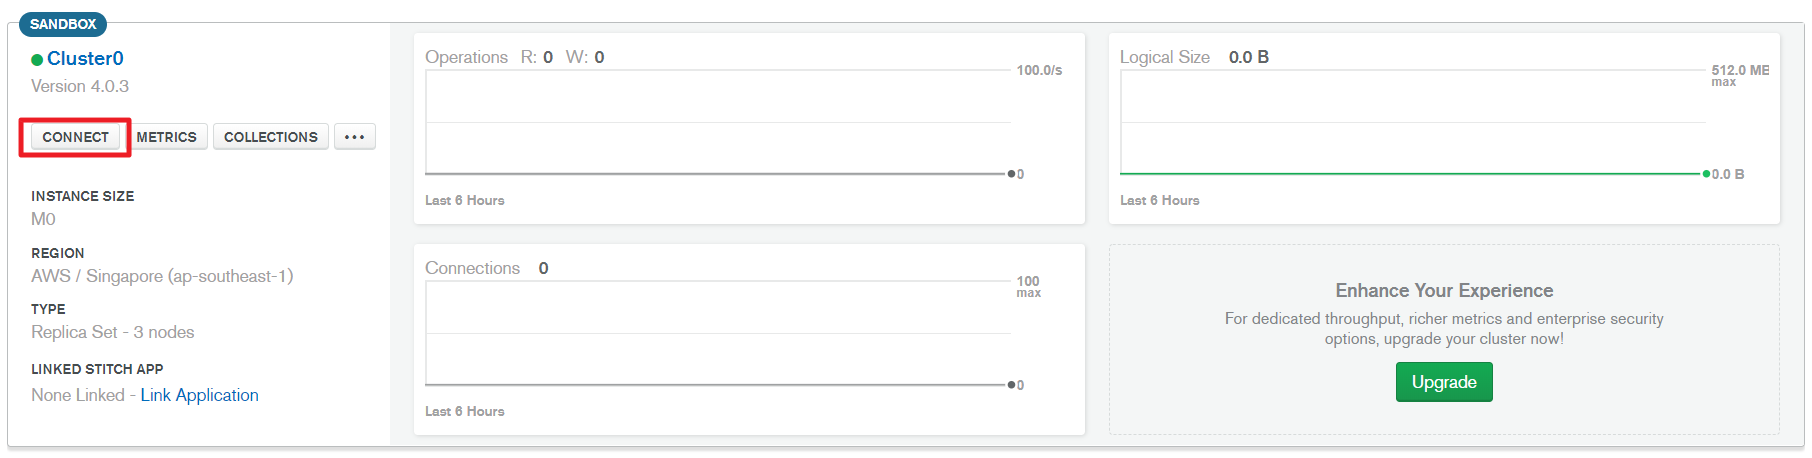 SANDBOX
Cluster0
Version 4.0.3
CONNECT METRICS COLLECTIONS •••
INSTANCE SIZE
M0
REGION
AWS / Singapore (ap-southeast-1)
TYPE
Replica Set - 3 nodes
LINKED STITCH APP
None Linked - Link Application
Operations R: 0 W: 0
100.0/s
0
Last 6 Hours
Logical Size 0.0 B
512.0 MB
max
0.0 B
Last 6 Hours
Connections 0
100
max
0
Last 6 Hours
Enhance Your Experience
For dedicated throughput, richer metrics and enterprise security
options, upgrade your cluster now!
Upgrade